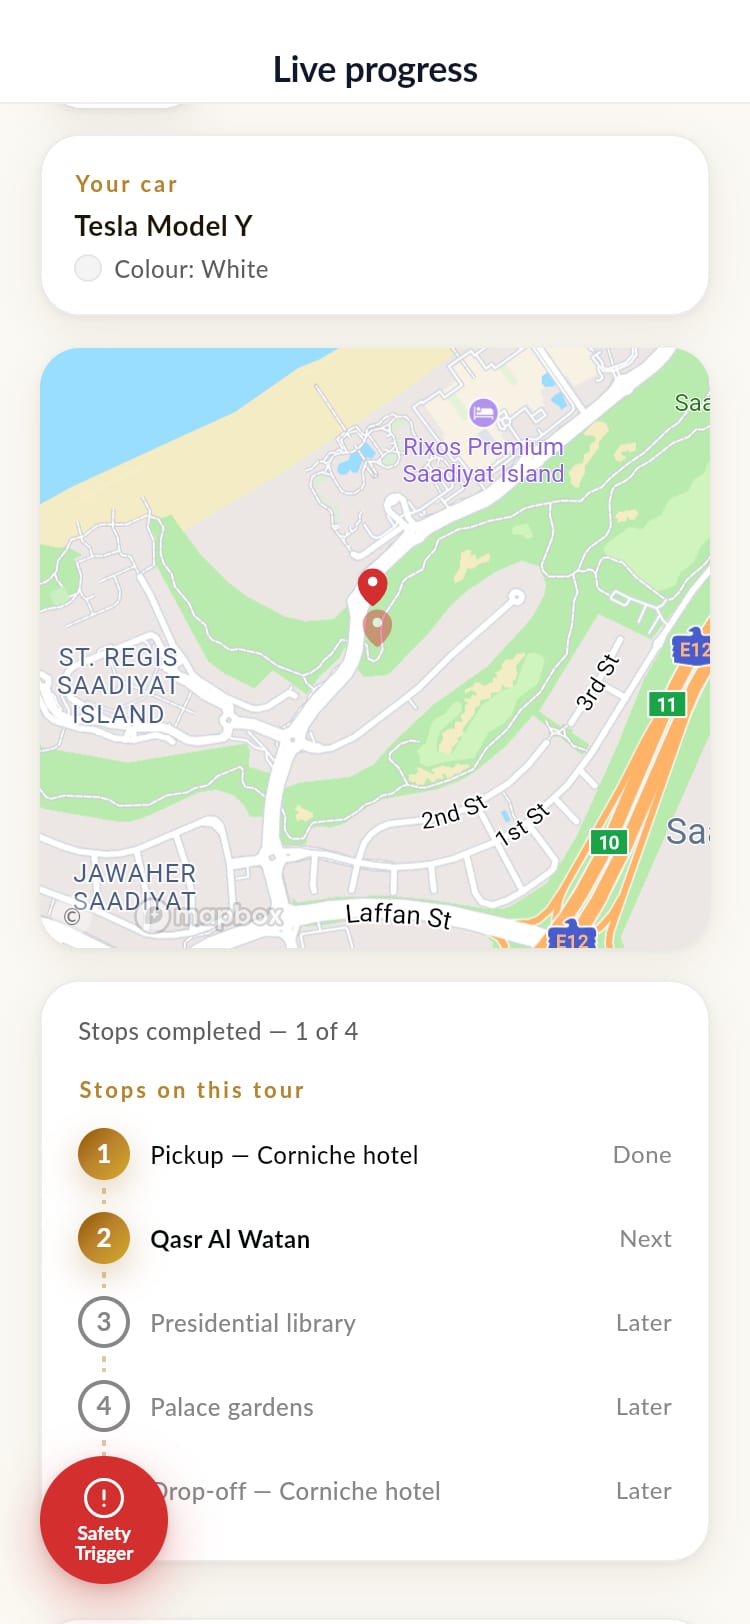 Live progress
Your car
Tesla Model Y
Colour: White
Saa
Rixos Premium
Saadiyat Island
ST. REGIS
SAADIYAT
ISLAND
3rd St
E12
11
2nd St
1st St
10
Sa
JAWAHER
SAADIYAT
© mapbox
Laffan St
E12
Stops completed — 1 of 4
Stops on this tour
1 Pickup — Corniche hotel Done
2 Qasr Al Watan Next
3 Presidential library Later
4 Palace gardens Later
Drop-off — Corniche hotel Later
!
Safety
Trigger